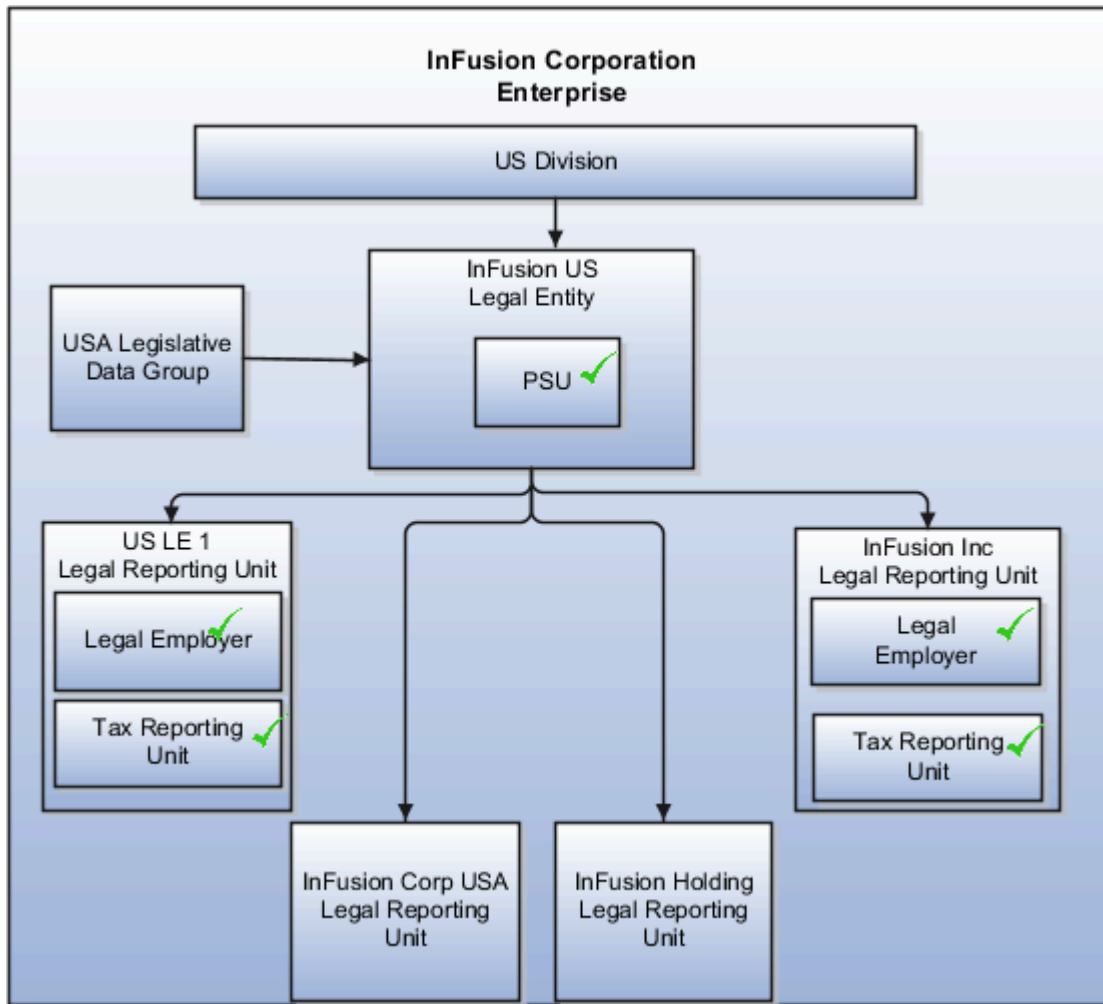 InFusion Corporation
Enterprise
US Division
InFusion US
Legal Entity
USA Legislative
Data Group
PSU
US LE 1
Legal Reporting Unit
Legal Employer
Tax Reporting
Unit
InFusion Inc
Legal Reporting Unit
Legal
Employer
Tax Reporting
Unit
InFusion Corp USA
Legal Reporting
Unit
InFusion Holding
Legal Reporting
Unit